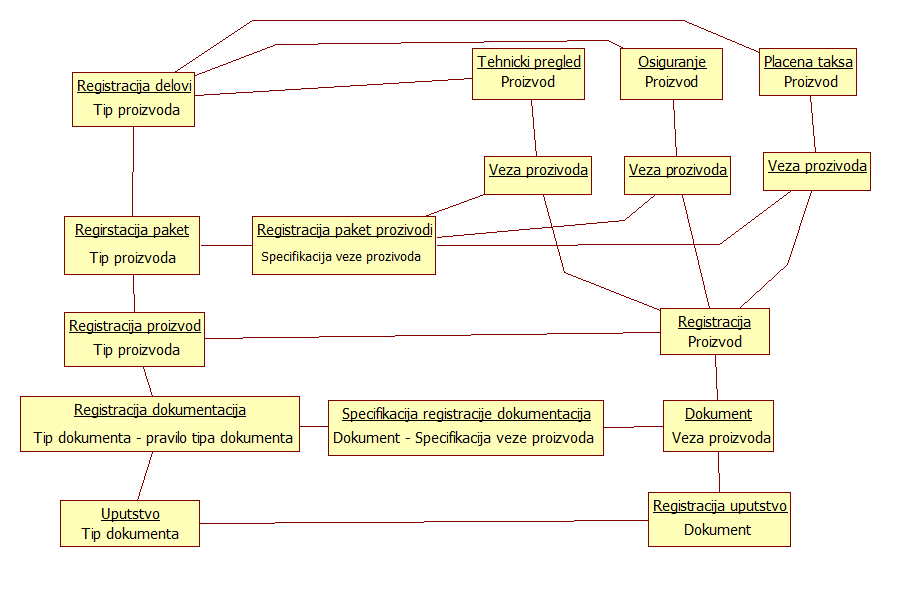 Tehnicki pregled
Proizvod
Osiguranje
Proizvod
Placena taksa
Proizvod
Registracija delovi
Tip proizvoda
Veza prozivoda
Veza prozivoda
Veza prozivoda
Regirstacija paket
Tip proizvoda
Registracija paket prozivodi
Specifikacija veze prozivoda
Registracija proizvod
Tip proizvoda
Registracija
Proizvod
Registracija dokumentacija
Tip dokumenta - pravilo tipa dokumenta
Specifikacija registracije dokumentacija
Dokument - Specifikacija veze proizvoda
Dokument
Veza proizvoda
Uputstvo
Tip dokumenta
Registracija uputstvo
Dokument